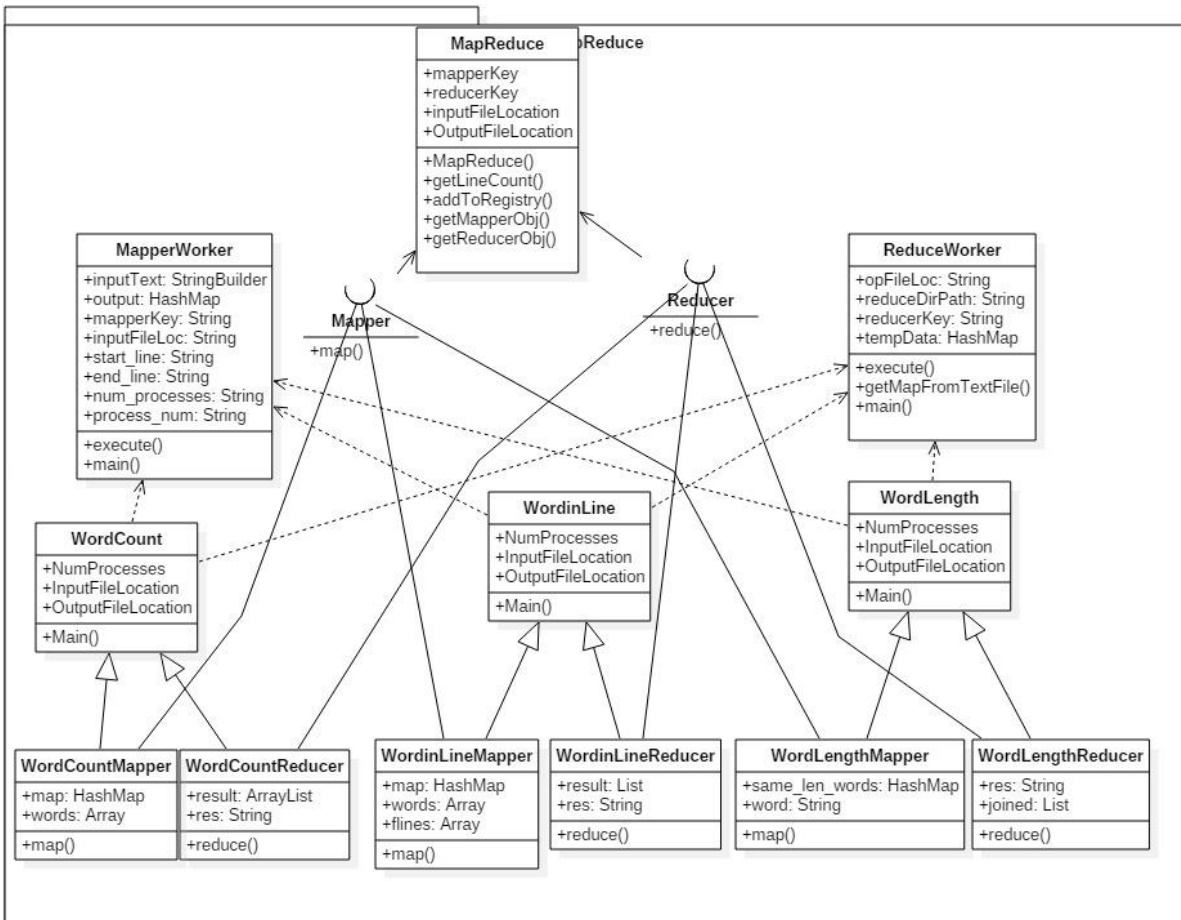 MapReduce
pReduce
+mapperKey
+reducerKey
+inputFileLocation
+OutputFileLocation
+MapReduce()
+getLineCount()
+addToRegistry()
+getMapperObj()
+getReducerObj()
MapperWorker
+inputText: StringBuilder
+output: HashMap
+mapperKey: String
+inputFileLoc: String
+start_line: String
+end_line: String
+num_processes: String
+process_num: String
+execute()
+main()
Mapper
+map()
Reducer
+reduce()
ReduceWorker
+opFileLoc: String
+reduceDirPath: String
+reducerKey: String
+tempData: HashMap
+execute()
+getMapFromTextFile()
+main()
WordCount
+NumProcesses
+InputFileLocation
+OutputFileLocation
+Main()
WordinLine
+NumProcesses
+InputFileLocation
+OutputFileLocation
+Main()
WordLength
+NumProcesses
+InputFileLocation
+OutputFileLocation
+Main()
WordCountMapper
+map: HashMap
+words: Array
+map()
WordCountReducer
+result: ArrayList
+res: String
+reduce()
WordinLineMapper
+map: HashMap
+words: Array
+flines: Array
+map()
WordinLineReducer
+result: List
+res: String
+reduce()
WordLengthMapper
+same_len_words: HashMap
+word: String
+map()
WordLengthReducer
+res: String
+joined: List
+reduce()